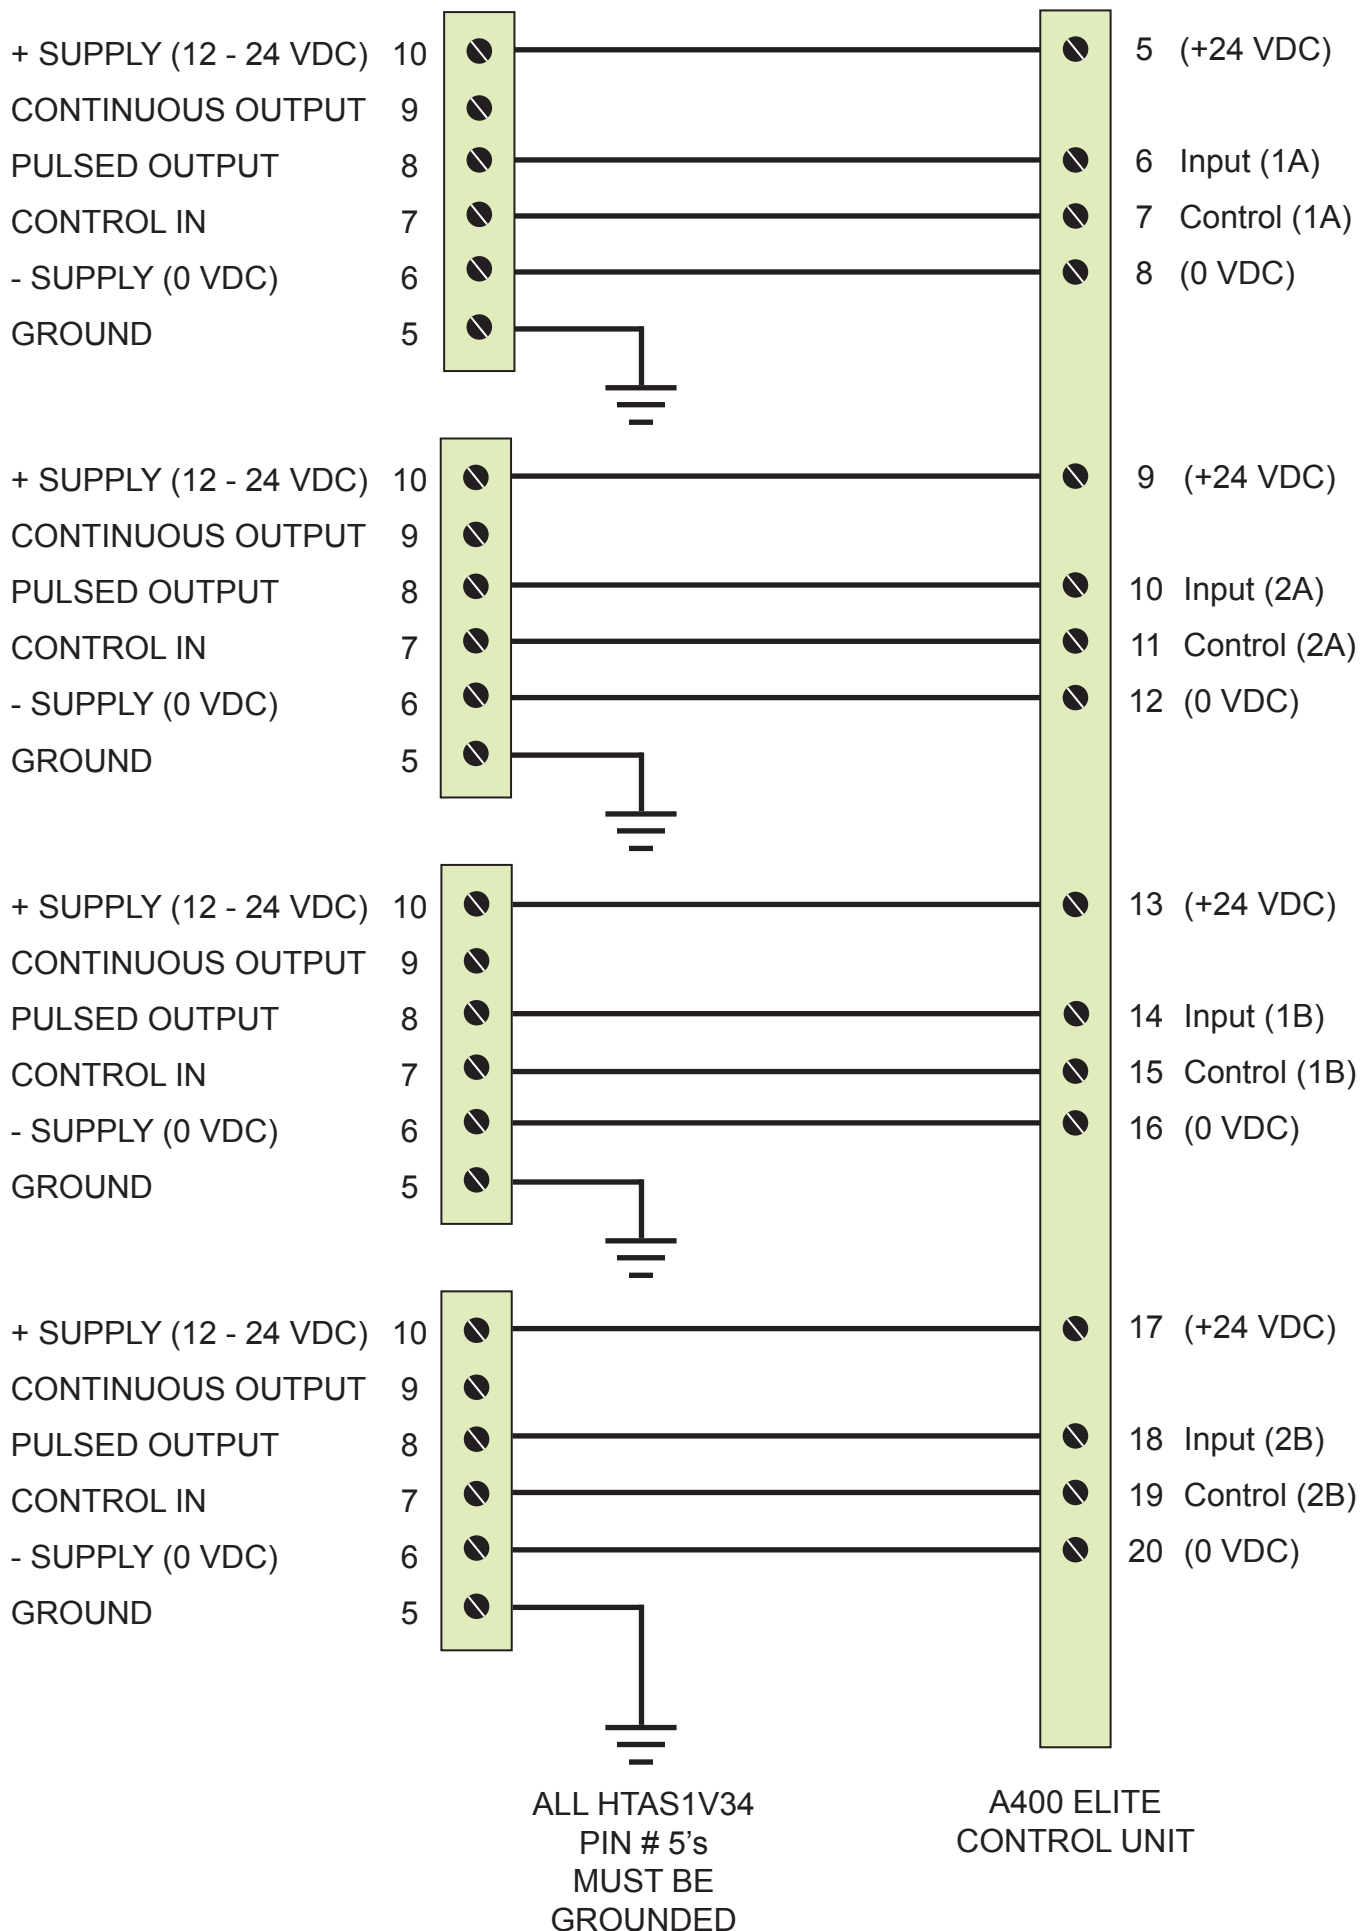 + SUPPLY (12 - 24 VDC) 10 5 (+24 VDC)
CONTINUOUS OUTPUT 9
PULSED OUTPUT 8 6 Input (1A)
CONTROL IN 7 7 Control (1A)
- SUPPLY (0 VDC) 6 8 (0 VDC)
GROUND 5
+ SUPPLY (12 - 24 VDC) 10 9 (+24 VDC)
CONTINUOUS OUTPUT 9
PULSED OUTPUT 8 10 Input (2A)
CONTROL IN 7 11 Control (2A)
- SUPPLY (0 VDC) 6 12 (0 VDC)
GROUND 5
+ SUPPLY (12 - 24 VDC) 10 13 (+24 VDC)
CONTINUOUS OUTPUT 9
PULSED OUTPUT 8 14 Input (1B)
CONTROL IN 7 15 Control (1B)
- SUPPLY (0 VDC) 6 16 (0 VDC)
GROUND 5
+ SUPPLY (12 - 24 VDC) 10 17 (+24 VDC)
CONTINUOUS OUTPUT 9
PULSED OUTPUT 8 18 Input (2B)
CONTROL IN 7 19 Control (2B)
- SUPPLY (0 VDC) 6 20 (0 VDC)
GROUND 5
ALL HTAS1V34
PIN # 5’s
MUST BE
GROUNDED
A400 ELITE
CONTROL UNIT